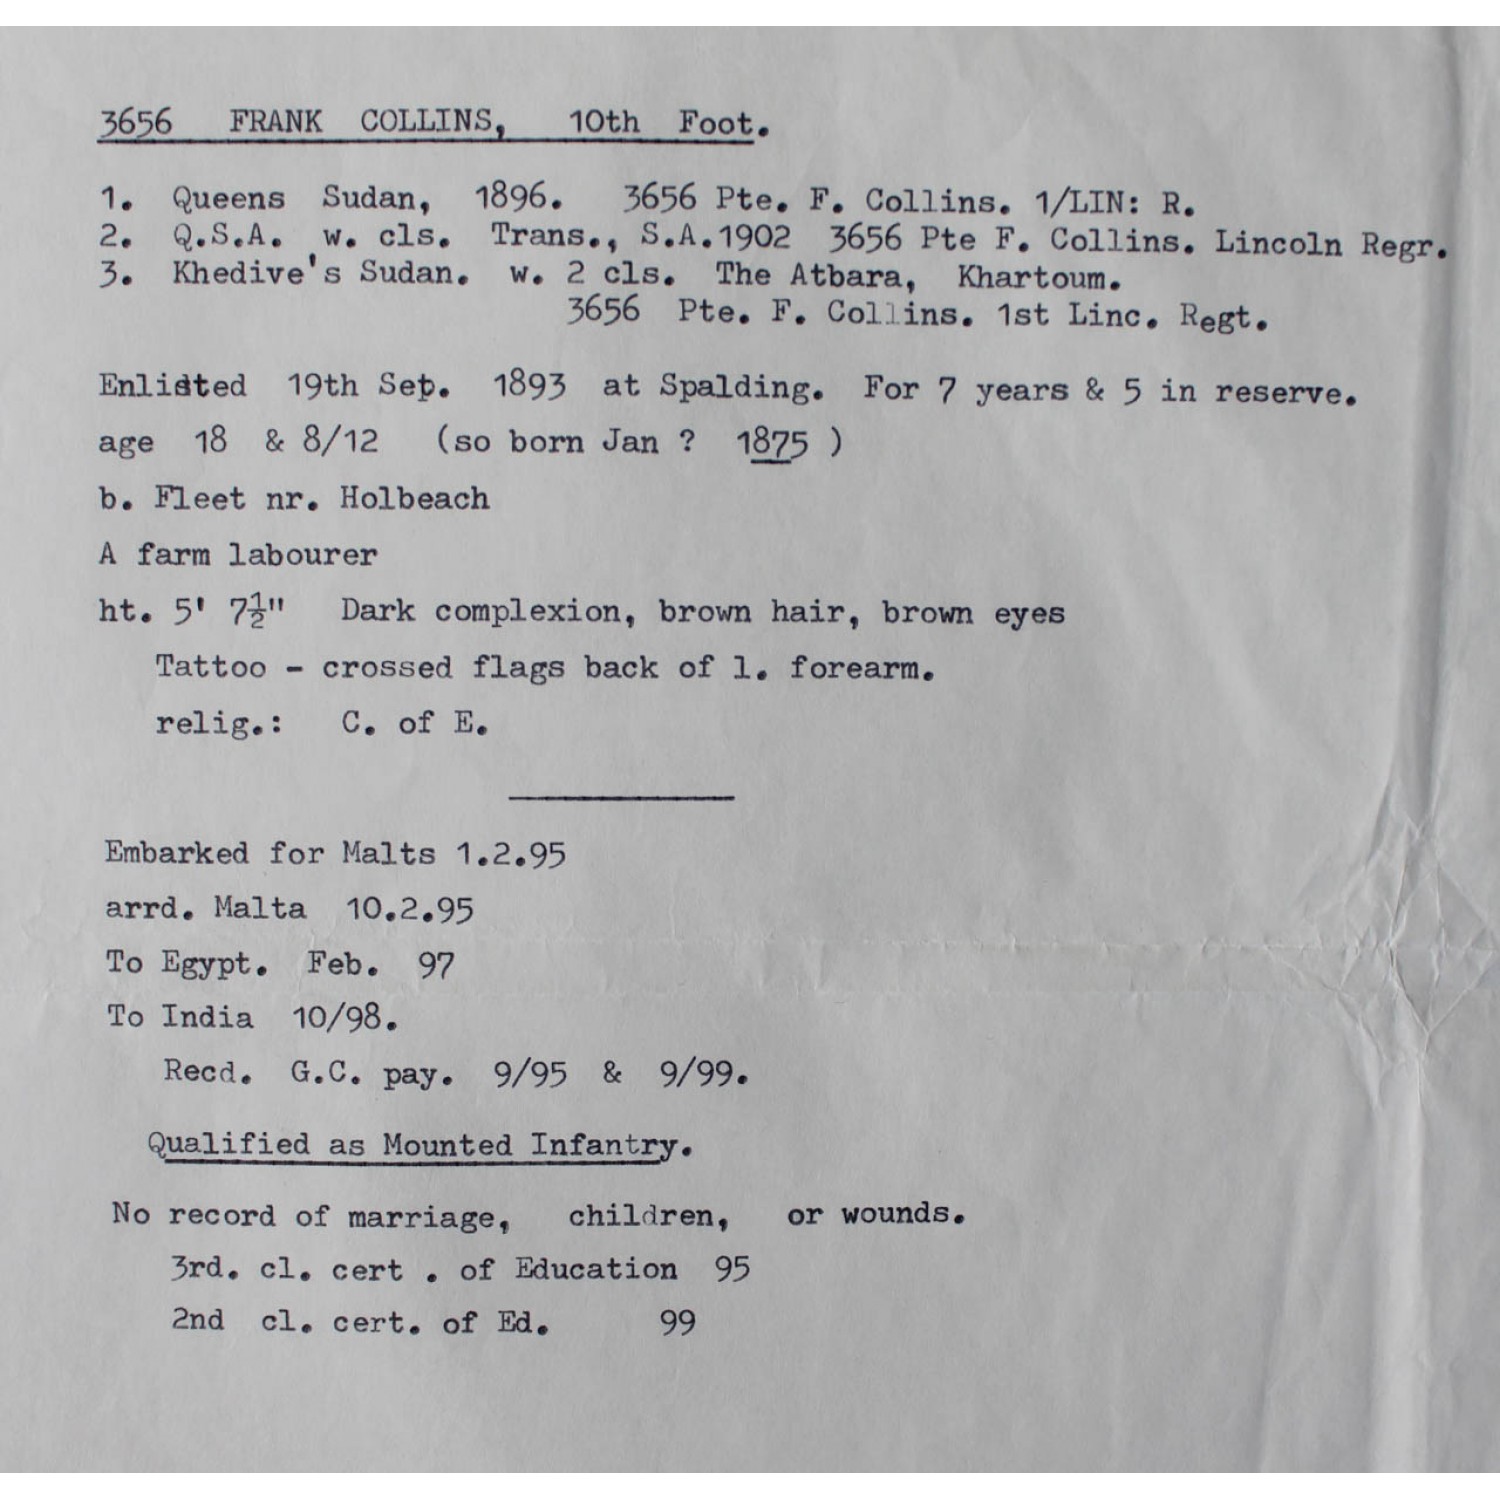 3656 FRANK COLLINS, 10th Foot.
1. Queens Sudan, 1896. 3656 Pte. F. Collins. 1/LIN: R.
2. Q.S.A. w. cls. Trans., S.A.1902 3656 Pte F. Collins. Lincoln Regr.
3. Khedive's Sudan. w. 2 cls. The Atbara, Khartoum.
3656 Pte. F. Collins. 1st Linc. Regt.
Enlisted 19th Sep. 1893 at Spalding. For 7 years & 5 in reserve.
age 18 & 8/12 (so born Jan ? 1875 )
b. Fleet nr. Holbeach
A farm labourer
ht. 5' 7½" Dark complexion, brown hair, brown eyes
Tattoo - crossed flags back of l. forearm.
relig.: C. of E.
Embarked for Malts 1.2.95
arrd. Malta 10.2.95
To Egypt. Feb. 97
To India 10/98.
Recd. G.C. pay. 9/95 & 9/99.
Qualified as Mounted Infantry.
No record of marriage, children, or wounds.
3rd. cl. cert . of Education 95
2nd cl. cert. of Ed. 99